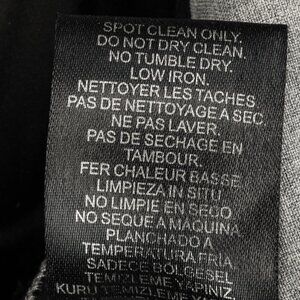 SPOT CLEAN ONLY.
DO NOT DRY CLEAN.
NO TUMBLE DRY.
LOW IRON.
NETTOYER LES TACHES.
PAS DE NETTOYAGE A SEC.
NE PAS LAVER.
PAS DE SECHAGE EN
TAMBOUR.
FER CHALEUR BASSE
LIMPIEZA IN SITU
NO LIMPIE EN SECO
NO SEQUE A MAQUINA
PLANCHADO A
TEMPERATURA FRIA
SADECE BOLGESEL
TEMIZLEME YAPINIZ
KURU TEMIZLEME